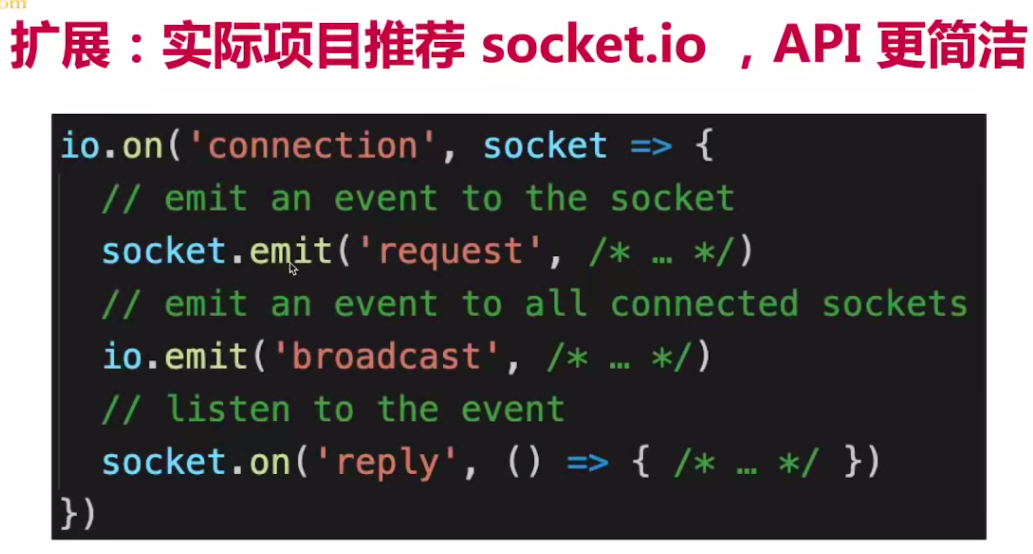 om
扩展：实际项目推荐 socket.io ，API 更简洁
io.on('connection', socket => {
// emit an event to the socket
socket.emit('request', /* … */)
// emit an event to all connected sockets
io.emit('broadcast', /* … */)
// listen to the event
socket.on('reply', () => { /* … */ })
})